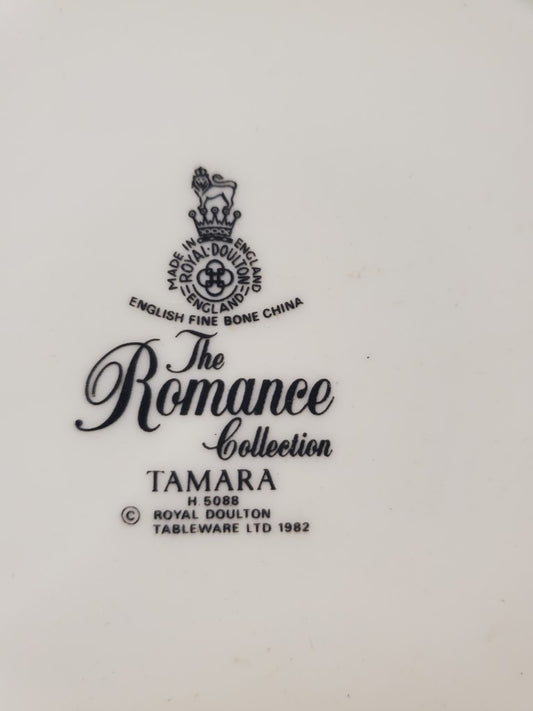 MADE IN ENGLAND
ROYAL·DOULTON
ENGLAND
ENGLISH FINE BONE CHINA
The
Romance
Collection
TAMARA
H 5088
© ROYAL DOULTON
TABLEWARE LTD 1982